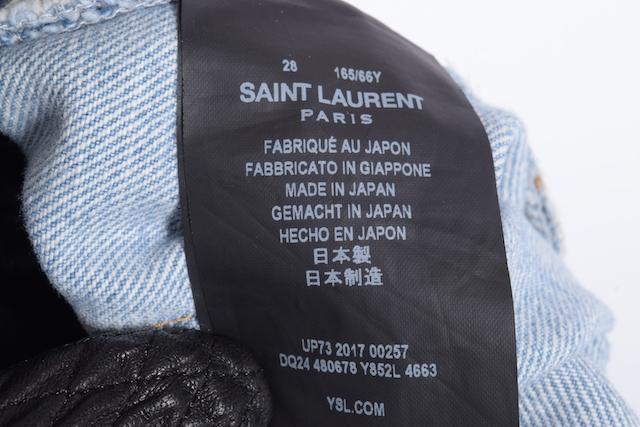 28 165/66Y
SAINT LAURENT
PARIS
FABRIQUÉ AU JAPON
FABBRICATO IN GIAPPONE
MADE IN JAPAN
GEMACHT IN JAPAN
HECHO EN JAPON
日本製
日本制造
UP73 2017 00257
DQ24 480678 Y852L 4663
YSL.COM